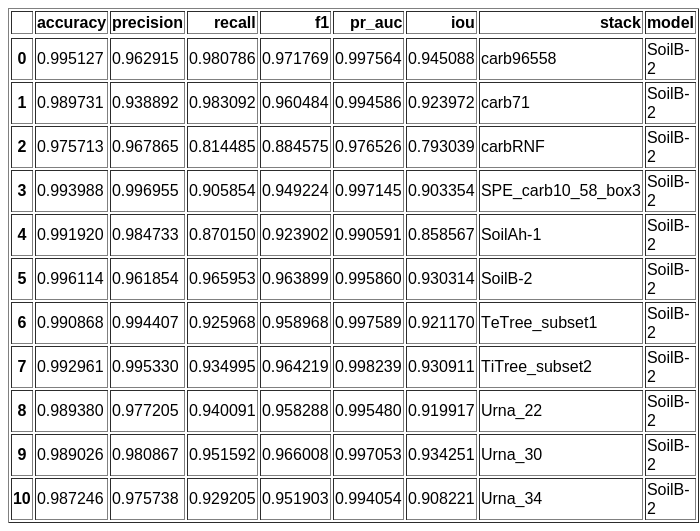 accuracy precision recall f1 pr_auc iou stack model
0 0.995127 0.962915 0.980786 0.971769 0.997564 0.945088 carb96558 SoilB-
2
1 0.989731 0.938892 0.983092 0.960484 0.994586 0.923972 carb71 SoilB-
2
2 0.975713 0.967865 0.814485 0.884575 0.976526 0.793039 carbRNF SoilB-
2
3 0.993988 0.996955 0.905854 0.949224 0.997145 0.903354 SPE_carb10_58_box3 SoilB-
2
4 0.991920 0.984733 0.870150 0.923902 0.990591 0.858567 SoilAh-1 SoilB-
2
5 0.996114 0.961854 0.965953 0.963899 0.995860 0.930314 SoilB-2 SoilB-
2
6 0.990868 0.994407 0.925968 0.958968 0.997589 0.921170 TeTree_subset1 SoilB-
2
7 0.992961 0.995330 0.934995 0.964219 0.998239 0.930911 TiTree_subset2 SoilB-
2
8 0.989380 0.977205 0.940091 0.958288 0.995480 0.919917 Urna_22 SoilB-
2
9 0.989026 0.980867 0.951592 0.966008 0.997053 0.934251 Urna_30 SoilB-
2
10 0.987246 0.975738 0.929205 0.951903 0.994054 0.908221 Urna_34 SoilB-
2